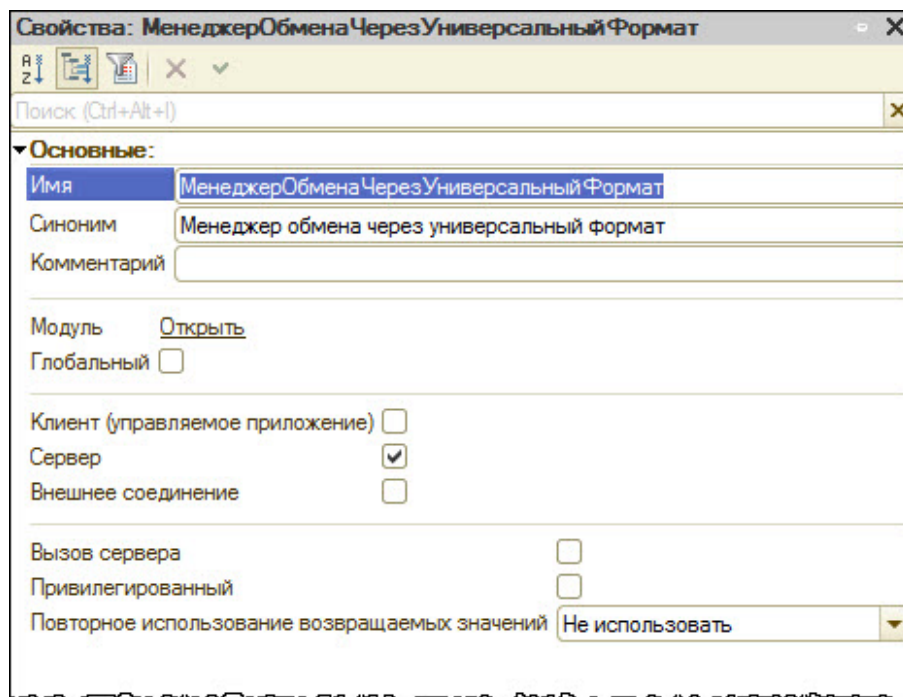 Свойства: МенеджерОбменаЧерезУниверсальныйФормат
Поиск (Ctrl+Alt+I)
Основные:
Имя МенеджерОбменаЧерезУниверсальныйФормат
Синоним Менеджер обмена через универсальный формат
Комментарий
Модуль Открыть
Глобальный
Клиент (управляемое приложение)
Сервер
Внешнее соединение
Вызов сервера
Привилегированный
Повторное использование возвращаемых значений Не использовать